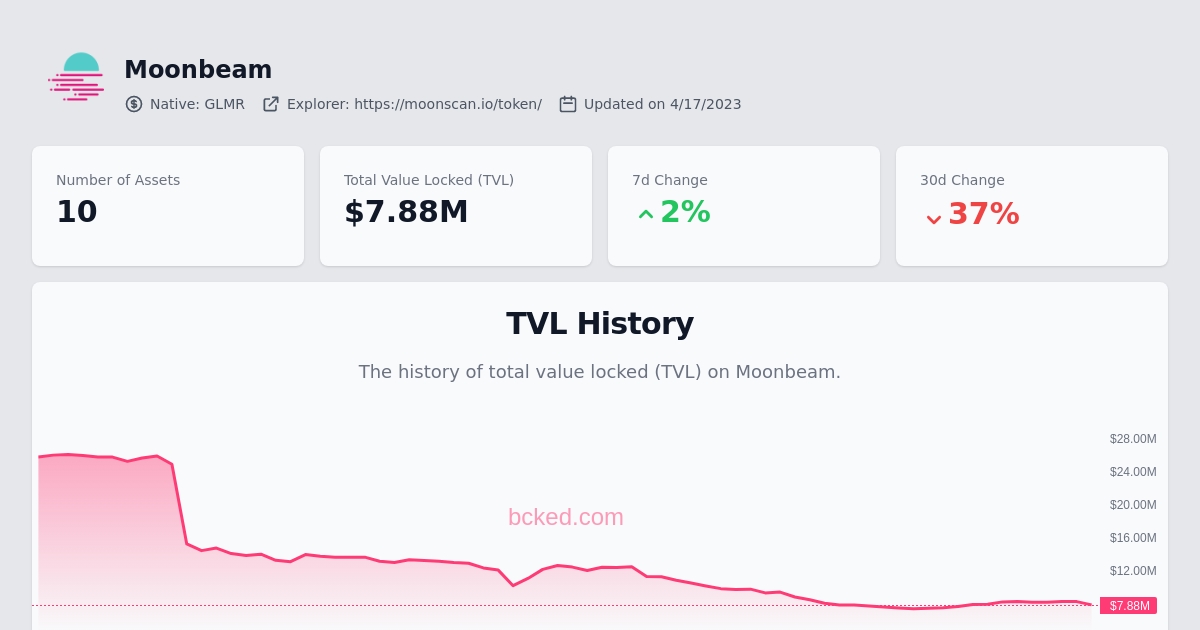 Moonbeam
Native: GLMR Explorer: https://moonscan.io/token/ Updated on 4/17/2023
Number of Assets
10
Total Value Locked (TVL)
$7.88M
7d Change
2%
30d Change
37%
TVL History
The history of total value locked (TVL) on Moonbeam.
$28.00M
$24.00M
$20.00M
bcked.com
$16.00M
$12.00M
$7.88M